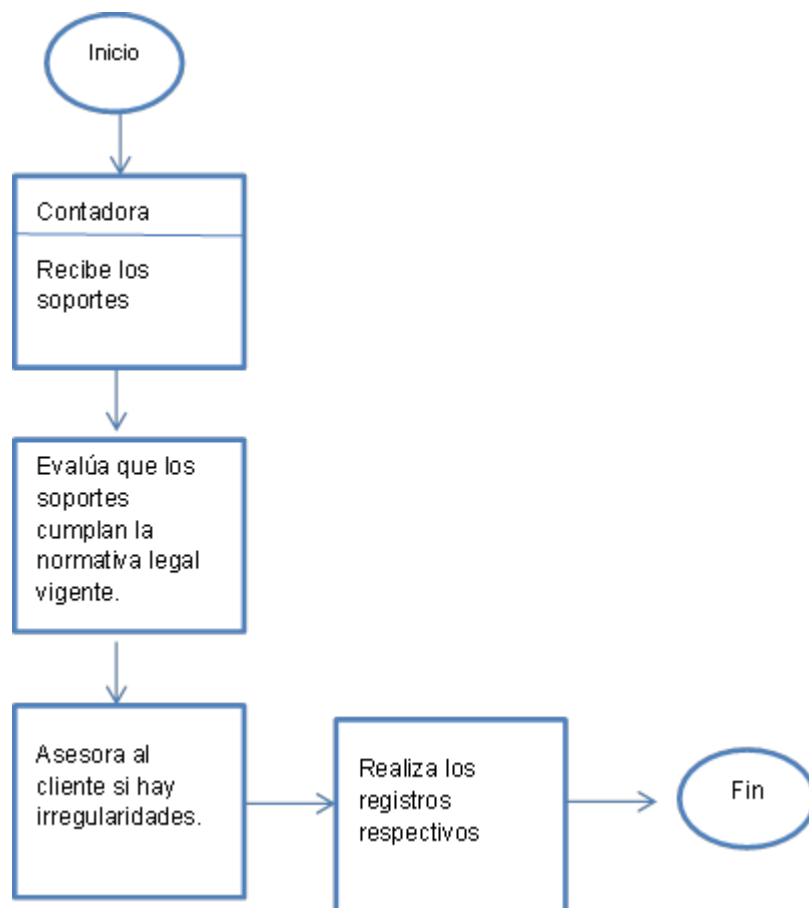 Inicio
Contadora
Recibe los
soportes
Evalúa que los
soportes
cumplan la
normativa legal
vigente.
Asesora al
cliente si hay
irregularidades.
Realiza los
registros
respectivos
Fin